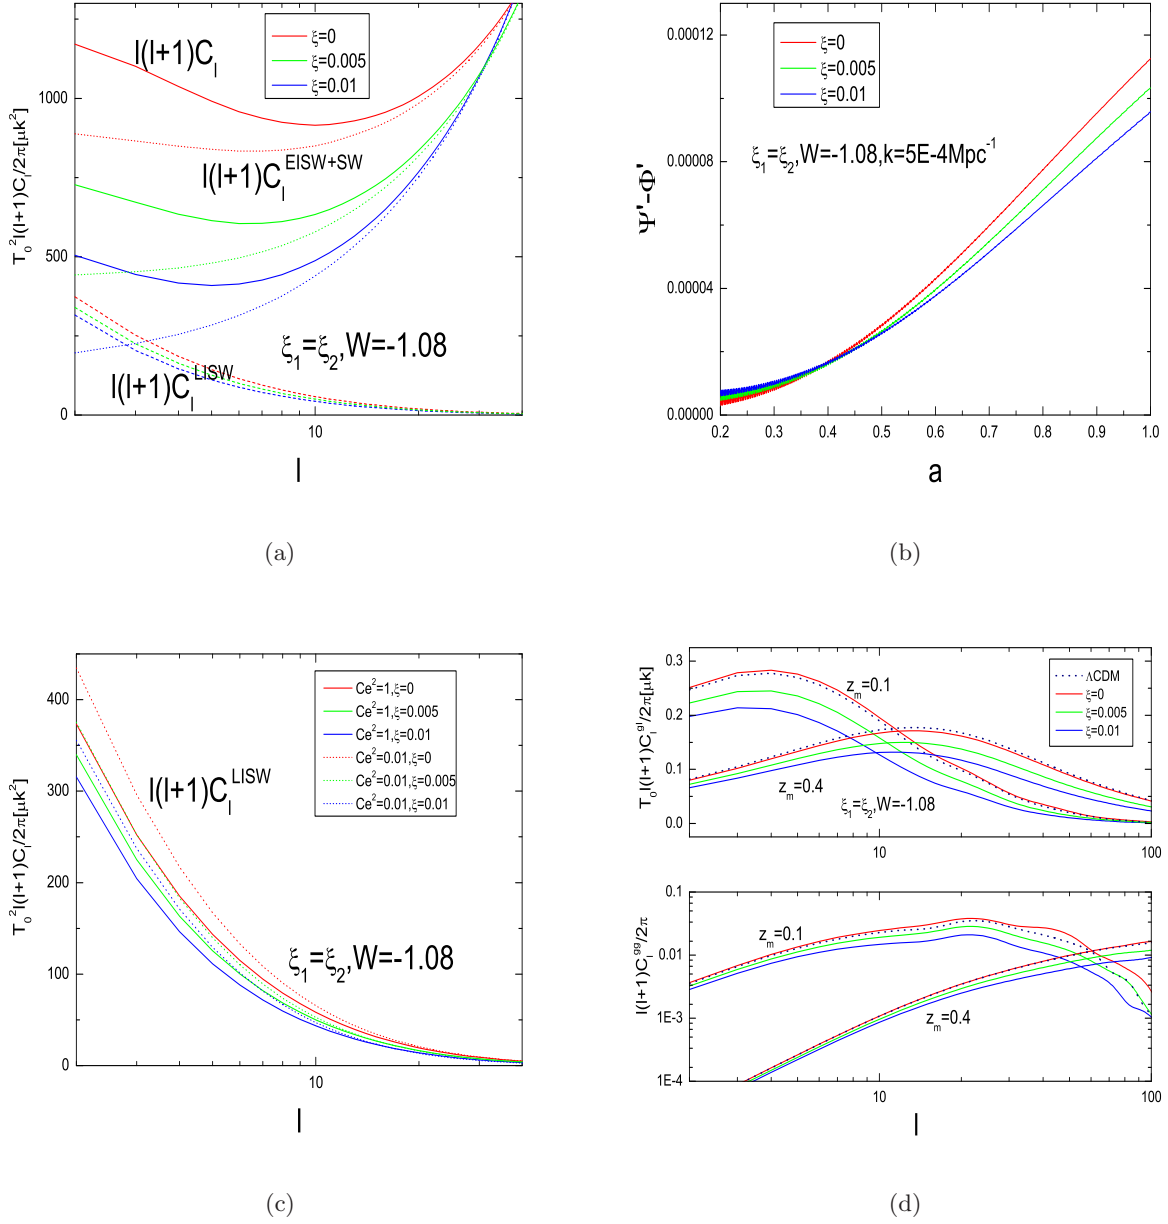 l(l+1)C_l
ξ=0
ξ=0.005
ξ=0.01
l(l+1)C_l^{EISW+SW}
ξ_1=ξ_2,W=-1.08
l(l+1)C_l^{LISW}
T_0^2l(l+1)C_l/2π[μk^2]
1000
500
0
10
l
(a)
ξ=0
ξ=0.005
ξ=0.01
ξ_1=ξ_2,W=-1.08,k=5E-4Mpc^{-1}
Ψ'-Φ'
0.00012
0.00008
0.00004
0.00000
0.2 0.3 0.4 0.5 0.6 0.7 0.8 0.9 1.0
a
(b)
Ce^2=1,ξ=0
Ce^2=1,ξ=0.005
Ce^2=1,ξ=0.01
Ce^2=0.01,ξ=0
Ce^2=0.01,ξ=0.005
Ce^2=0.01,ξ=0.01
l(l+1)C_l^{LISW}
ξ_1=ξ_2,W=-1.08
T_0^2l(l+1)C_l/2π[μk^2]
400
300
200
100
0
10
l
(c)
ΛCDM
ξ=0
ξ=0.005
ξ=0.01
z_m=0.1
z_m=0.4
ξ_1=ξ_2,W=-1.08
T_0l(l+1)C_l^{gI}/2π[μk]
0.3
0.2
0.1
0.0
10 100
z_m=0.1
z_m=0.4
l(l+1)C_l^{gg}/2π
0.1
0.01
1E-3
1E-4
10 100
l
(d)